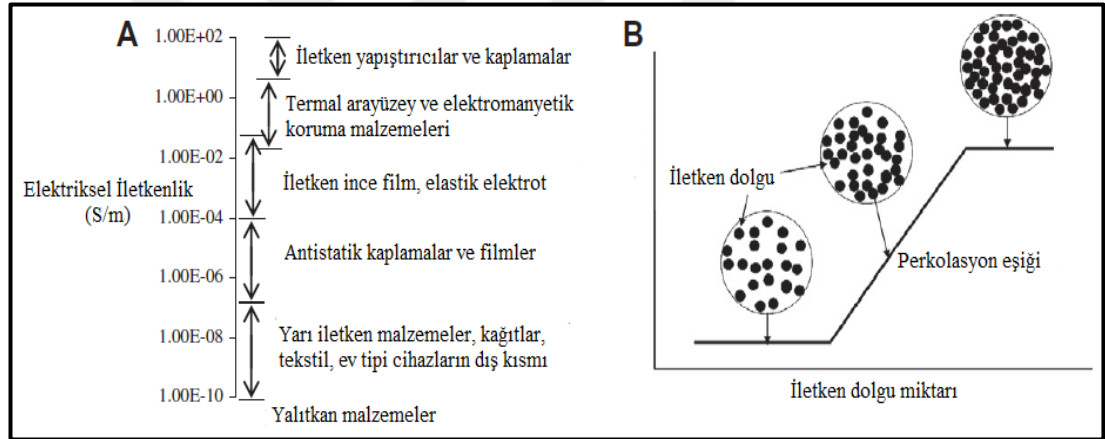 A
1.00E+02
İletken yapıştırıcılar ve kaplamalar
1.00E+00
Termal arayüzey ve elektromanyetik
koruma malzemeleri
1.00E-02
Elektriksel İletkenlik
(S/m)
İletken ince film, elastik elektrot
1.00E-04
Antistatik kaplamalar ve filmler
1.00E-06
1.00E-08
Yarı iletken malzemeler, kağıtlar,
tekstil, ev tipi cihazların dış kısmı
1.00E-10
Yalıtkan malzemeler
B
İletken dolgu
Perkolasyon eşiği
İletken dolgu miktarı